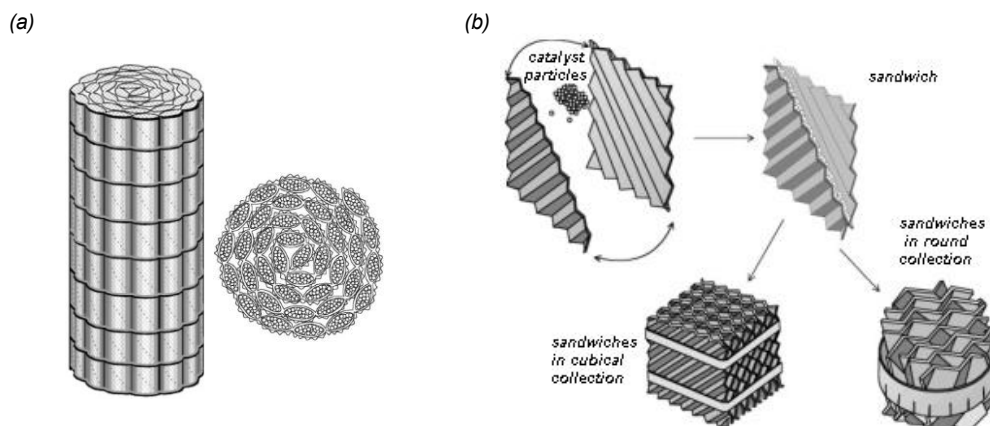 (a)
(b)
catalyst
particles
sandwich
sandwiches
in round
collection
sandwiches
in cubical
collection